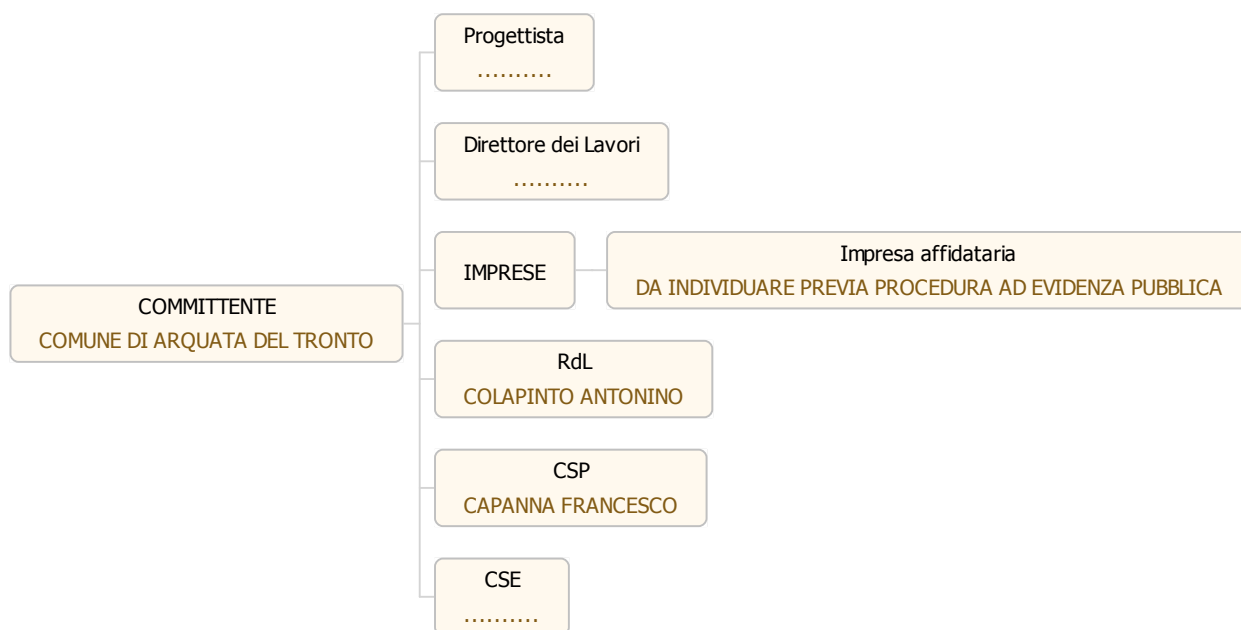 Progettista
..........
Direttore dei Lavori
..........
IMPRESE
Impresa affidataria
DA INDIVIDUARE PREVIA PROCEDURA AD EVIDENZA PUBBLICA
COMMITTENTE
COMUNE DI ARQUATA DEL TRONTO
RdL
COLAPINTO ANTONINO
CSP
CAPANNA FRANCESCO
CSE
..........